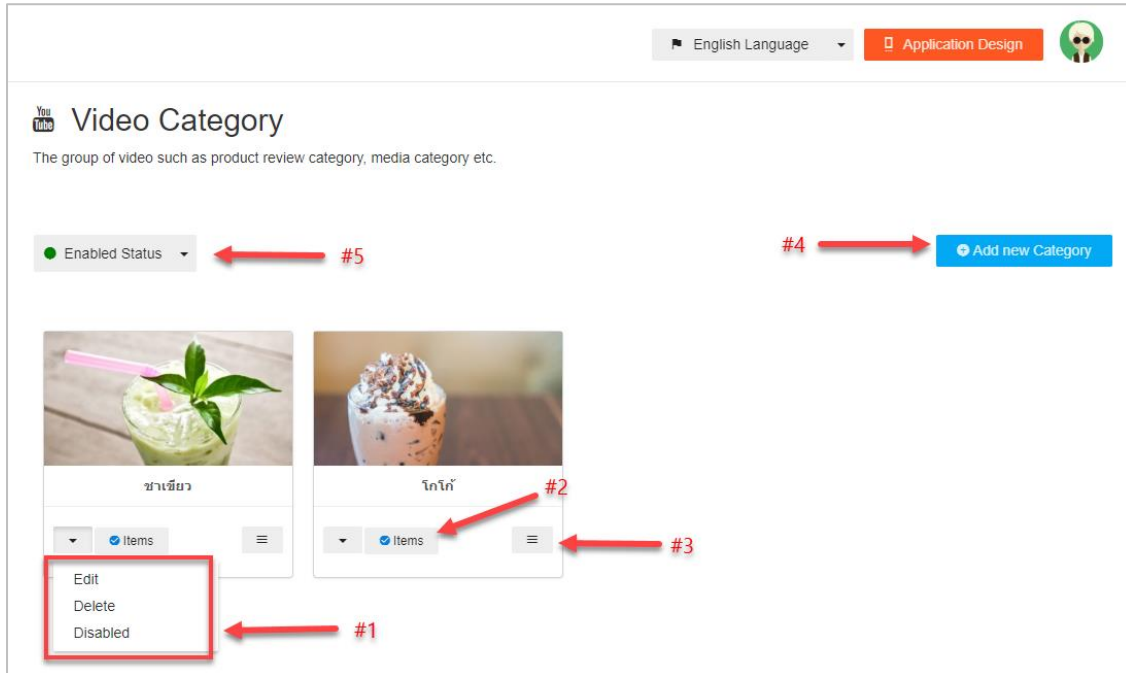 English Language
Application Design
You Tube
Video Category
The group of video such as product review category, media category etc.
Enabled Status
#5
#4
Add new Category
ชาเขียว
โกโก้
#2
Items
Items
#3
Edit
Delete
Disabled
#1